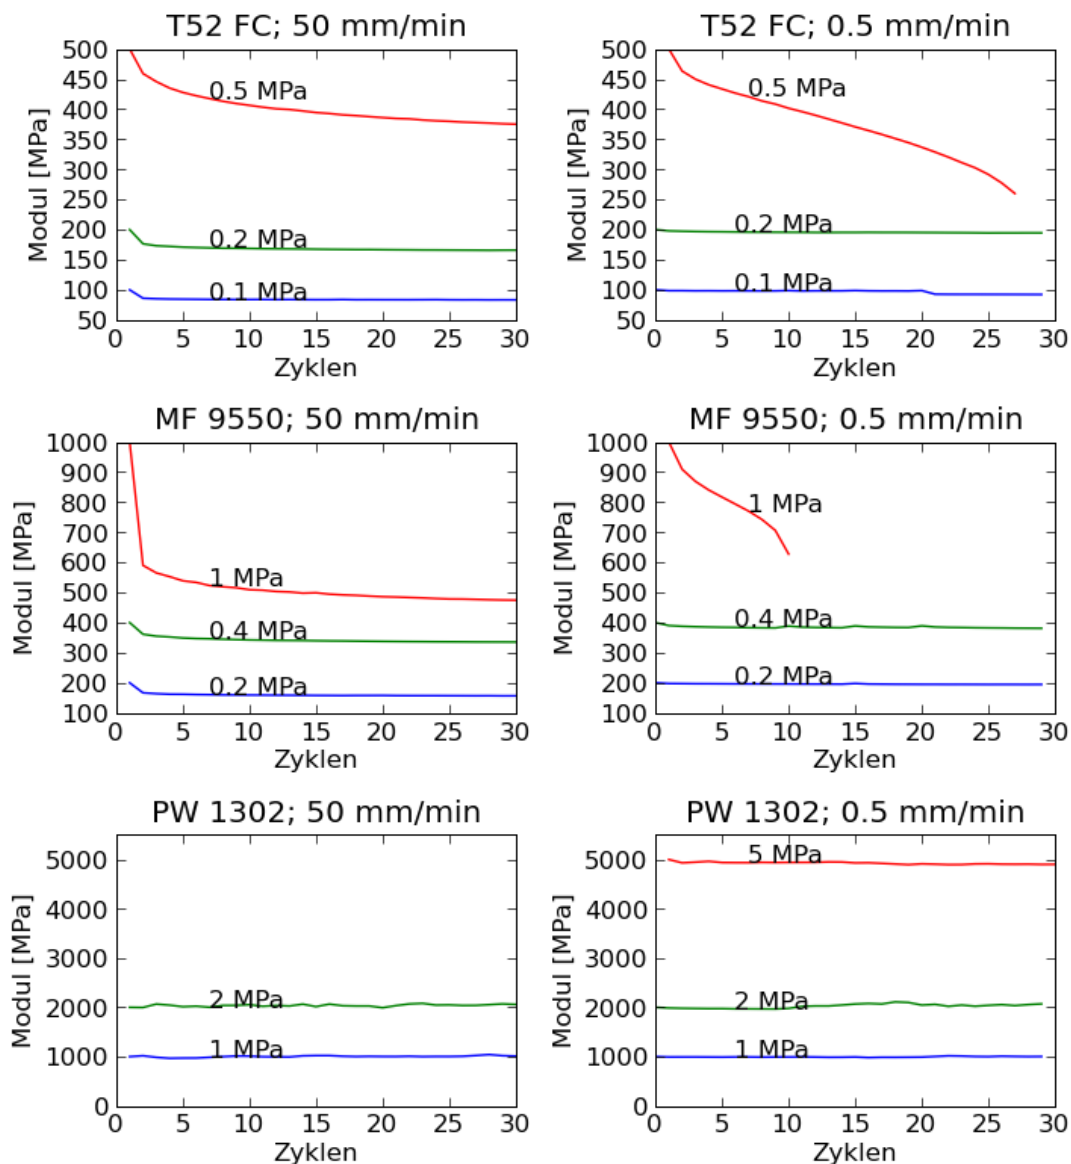 T52 FC; 50 mm/min
Modul [MPa]
500
450
400
350
300
250
200
150
100
50
0.5 MPa
0.2 MPa
0.1 MPa
0 5 10 15 20 25 30
Zyklen
T52 FC; 0.5 mm/min
Modul [MPa]
500
450
400
350
300
250
200
150
100
50
0.5 MPa
0.2 MPa
0.1 MPa
0 5 10 15 20 25 30
Zyklen
MF 9550; 50 mm/min
Modul [MPa]
1000
900
800
700
600
500
400
300
200
100
1 MPa
0.4 MPa
0.2 MPa
0 5 10 15 20 25 30
Zyklen
MF 9550; 0.5 mm/min
Modul [MPa]
1000
900
800
700
600
500
400
300
200
100
1 MPa
0.4 MPa
0.2 MPa
0 5 10 15 20 25 30
Zyklen
PW 1302; 50 mm/min
Modul [MPa]
5000
4000
3000
2000
1000
0
2 MPa
1 MPa
0 5 10 15 20 25 30
Zyklen
PW 1302; 0.5 mm/min
Modul [MPa]
5000
4000
3000
2000
1000
0
5 MPa
2 MPa
1 MPa
0 5 10 15 20 25 30
Zyklen